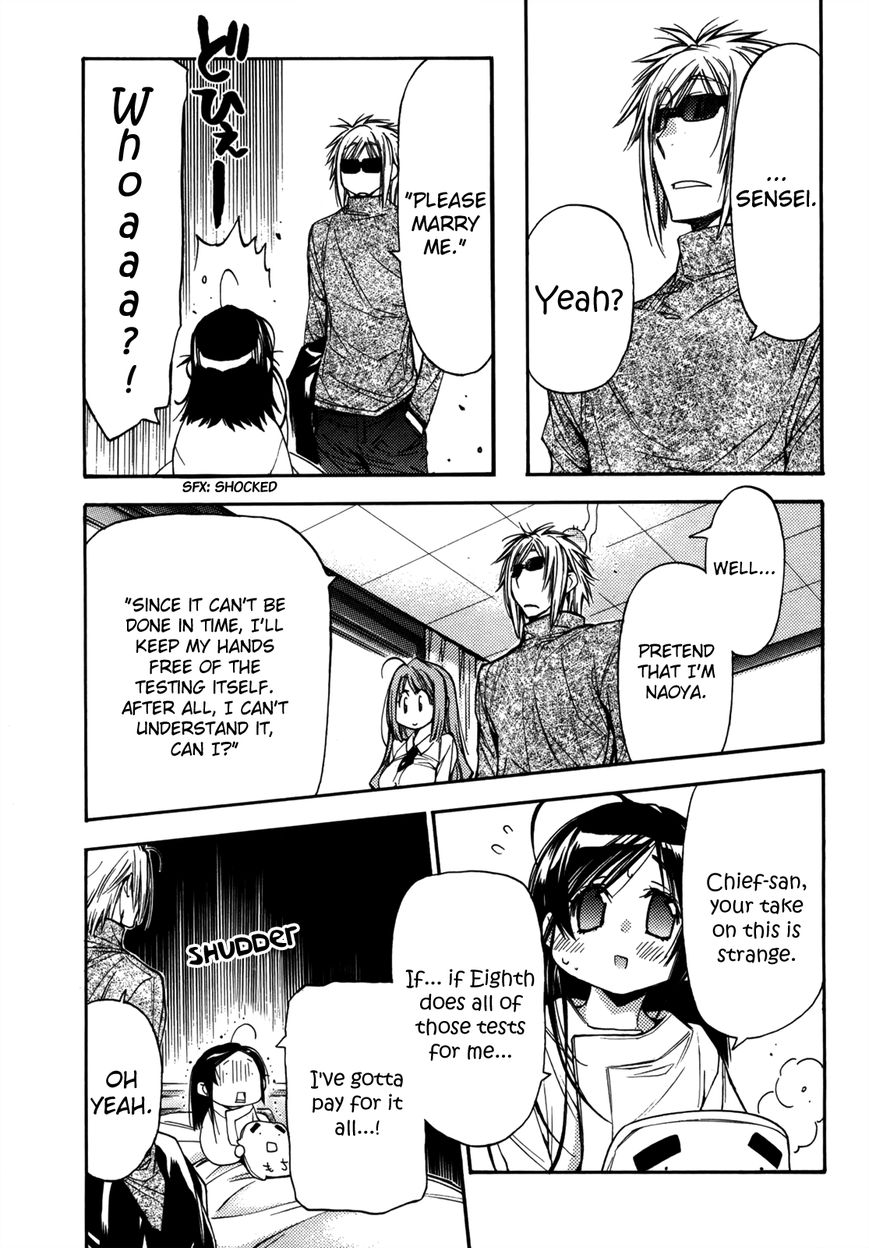 ...
SENSEI.
Yeah?
"PLEASE
MARRY
ME."
どひぇー
Whoaaa?!
SFX: SHOCKED
WELL...
PRETEND
THAT I'M
NAOYA.
"SINCE IT CAN'T BE
DONE IN TIME, I'LL
KEEP MY HANDS
FREE OF THE
TESTING ITSELF.
AFTER ALL, I CAN'T
UNDERSTAND IT,
CAN I?"
Chief-san,
your take
on this is
strange.
If... if Eighth
does all of
those tests
for me...
I've gotta
pay for it
all...!
SHUDDER
もち
OH
YEAH.